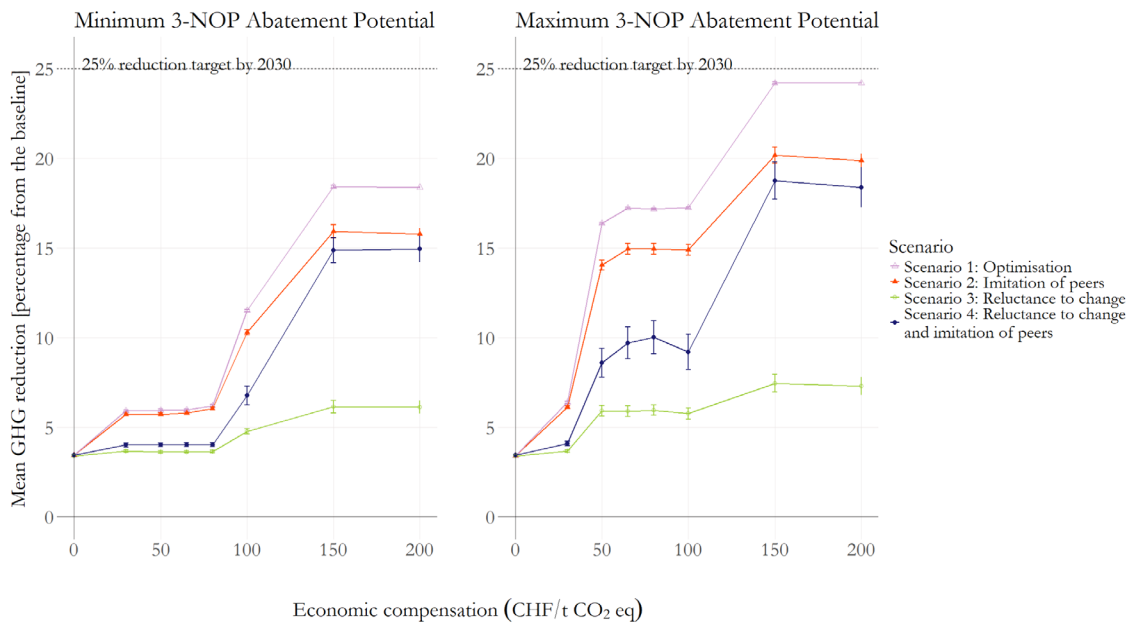 Minimum 3-NOP Abatement Potential
Maximum 3-NOP Abatement Potential
Mean GHG reduction [percentage from the baseline]
25% reduction target by 2030
25
20
15
10
5
0
0
50
100
150
200
25% reduction target by 2030
25
20
15
10
5
0
0
50
100
150
200
Economic compensation (CHF/t CO₂ eq)
Scenario
Scenario 1: Optimisation
Scenario 2: Imitation of peers
Scenario 3: Reluctance to change
Scenario 4: Reluctance to change
and imitation of peers